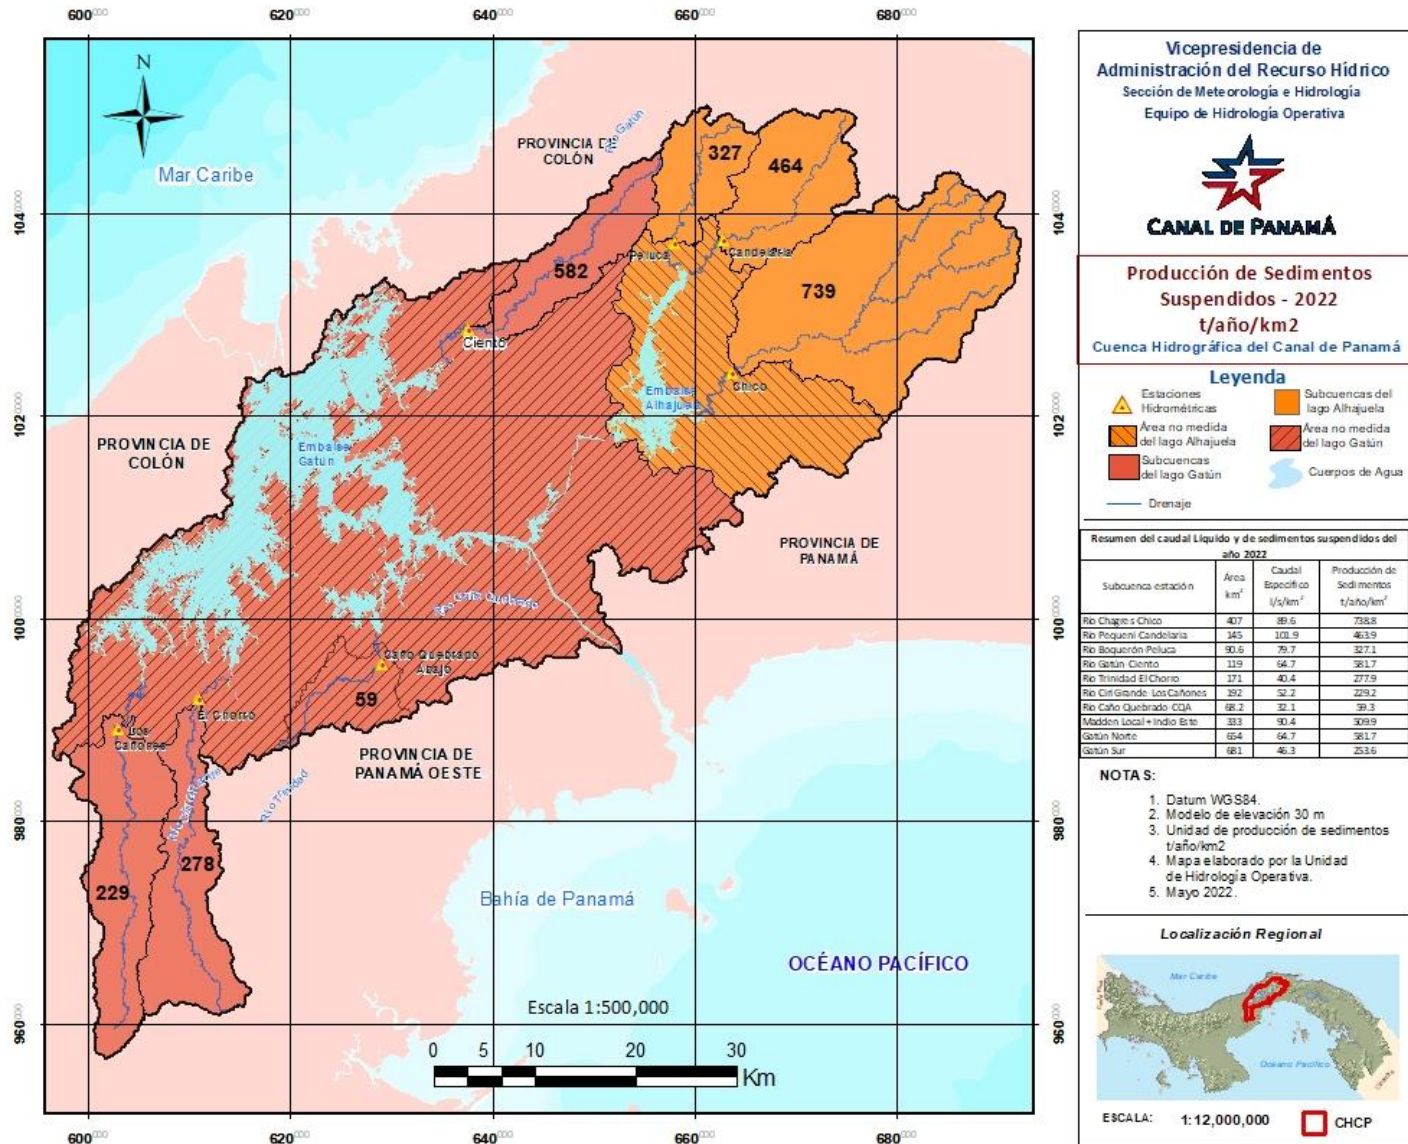 600000
620000
640000
660000
680000
N
PROVINCIA DE
COLÓN
Río Gatún
Mar Caribe
327
464
1040000
Peluca
Candelaria
582
739
Ciento
Chico
Embalse
Alhajuela
1020000
PROVINCIA DE
COLÓN
Embalse
Gatún
PROVINCIA DE
PANAMÁ
Río Caño Quebrado
1000000
Caño Quebrado
Abajo
59
El Chorro
Los
Cañones
PROVINCIA DE
PANAMÁ OESTE
Río Trinidad
980000
278
229
Bahía de Panamá
OCÉANO PACÍFICO
Escala 1:500,000
960000
0 5 10 20 30
Km
600000
620000
640000
660000
680000
Vicepresidencia de
Administración del Recurso Hídrico
Sección de Meteorología e Hidrología
Equipo de Hidrología Operativa
CANAL DE PANAMÁ
Producción de Sedimentos
Suspendidos - 2022
t/año/km2
Cuenca Hidrográfica del Canal de Panamá
Leyenda
Estaciones
Hidrométricas
Subcuencas del
lago Alhajuela
Área no medida
del lago Alhajuela
Área no medida
del lago Gatún
Subcuencas
del lago Gatún
Cuerpos de Agua
Drenaje
Resumen del caudal Líquido y de sedimentos suspendidos del
año 2022
Subcuenca estación Área km² Caudal Específico l/s/km² Producción de Sedimentos t/año/km²
Río Chagres Chico 407 89.6 738.8
Río Pequení Candelaria 145 101.9 463.9
Río Boquerón Peluca 90.6 79.7 327.1
Río Gatún Ciento 119 64.7 581.7
Río Trinidad El Chorro 171 40.4 277.9
Río Cirí Grande Los Cañones 192 52.2 229.2
Río Caño Quebrado CQA 68.2 32.1 59.3
Madden Local + Indio Este 333 90.4 509.9
Gatún Norte 654 64.7 581.7
Gatún Sur 681 46.3 253.6
NOTAS:
1. Datum WGS84.
2. Modelo de elevación 30 m
3. Unidad de producción de sedimentos
t/año/km2
4. Mapa elaborado por la Unidad
de Hidrología Operativa.
5. Mayo 2022.
Localización Regional
Mar Caribe
Océano Pacífico
ESCALA: 1:12,000,000 CHCP